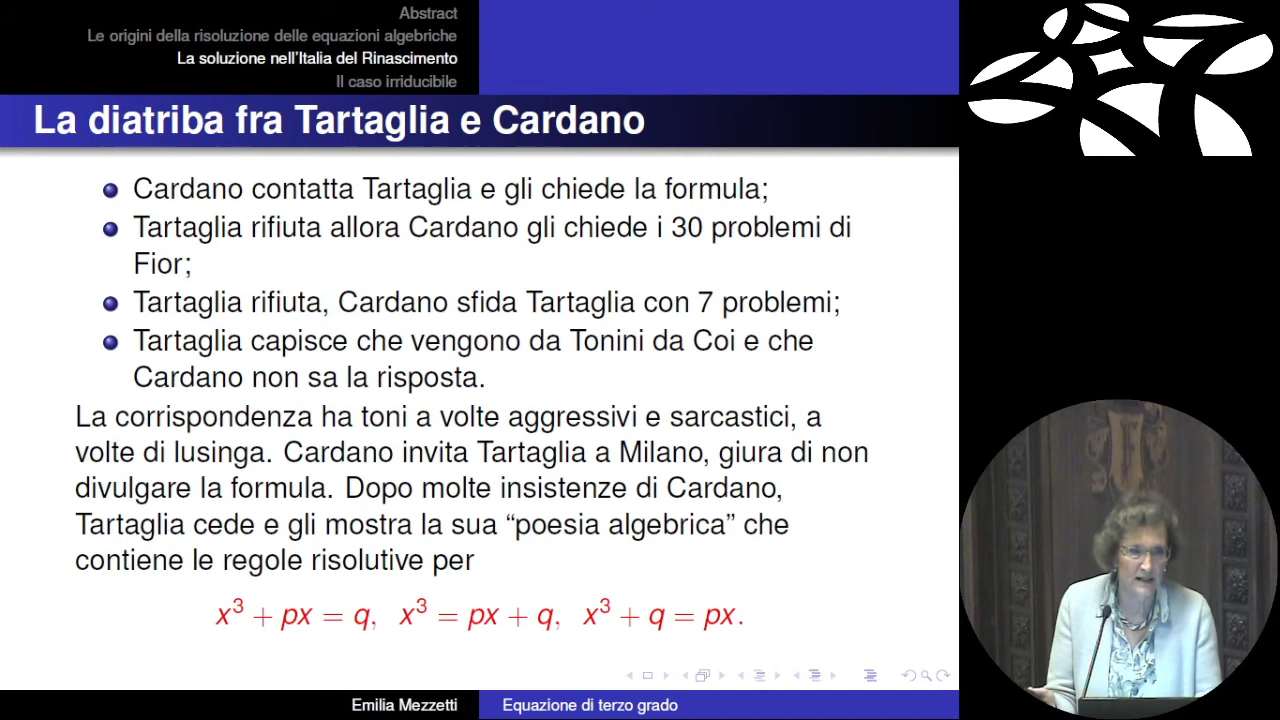 Abstract
Le origini della risoluzione delle equazioni algebriche
La soluzione nell'Italia del Rinascimento
Il caso irriducibile
La diatriba fra Tartaglia e Cardano
Cardano contatta Tartaglia e gli chiede la formula;
Tartaglia rifiuta allora Cardano gli chiede i 30 problemi di
Fior;
Tartaglia rifiuta, Cardano sfida Tartaglia con 7 problemi;
Tartaglia capisce che vengono da Tonini da Coi e che
Cardano non sa la risposta.
La corrispondenza ha toni a volte aggressivi e sarcastici, a
volte di lusinga. Cardano invita Tartaglia a Milano, giura di non
divulgare la formula. Dopo molte insistenze di Cardano,
Tartaglia cede e gli mostra la sua “poesia algebrica” che
contiene le regole risolutive per
x³ + px = q, x³ = px + q, x³ + q = px.
Emilia Mezzetti
Equazione di terzo grado